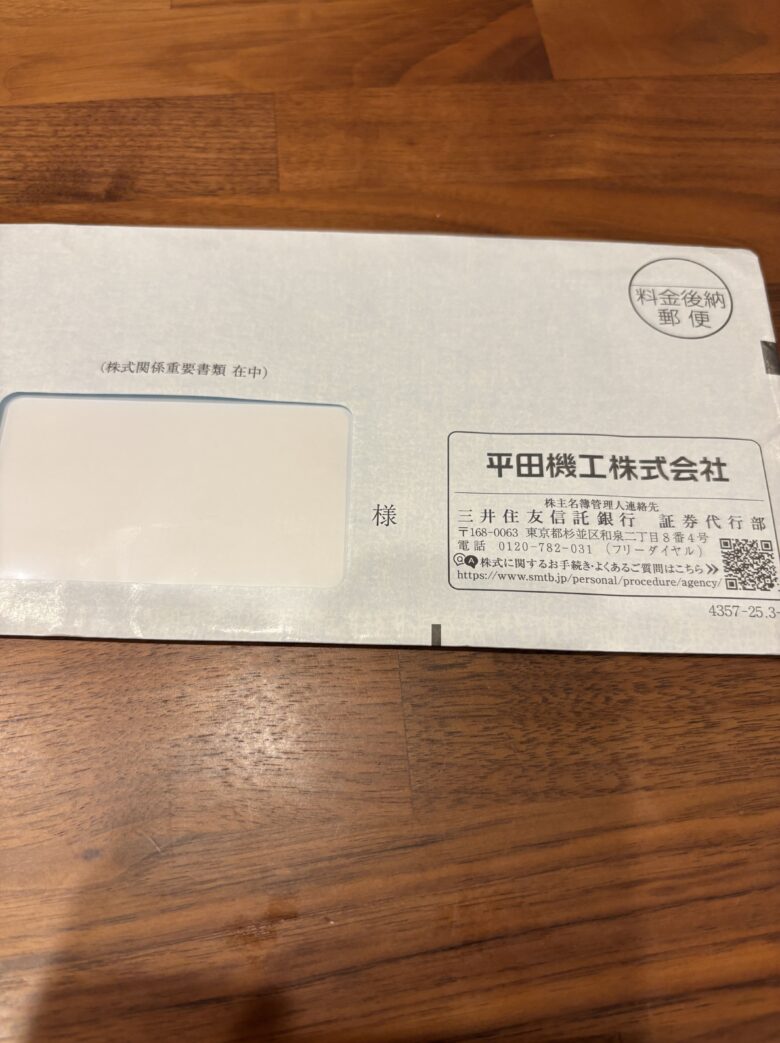 料金後納
郵便
(株式関係重要書類 在中)
様
平田機工株式会社
株主名簿管理人連絡先
三井住友信託銀行 証券代行部
〒168-0063 東京都杉並区和泉二丁目8番4号
電話 0120-782-031 (フリーダイヤル)
QA 株式に関するお手続き・よくあるご質問はこちら》
https://www.smtb.jp/personal/procedure/agency/
4357-25.3-